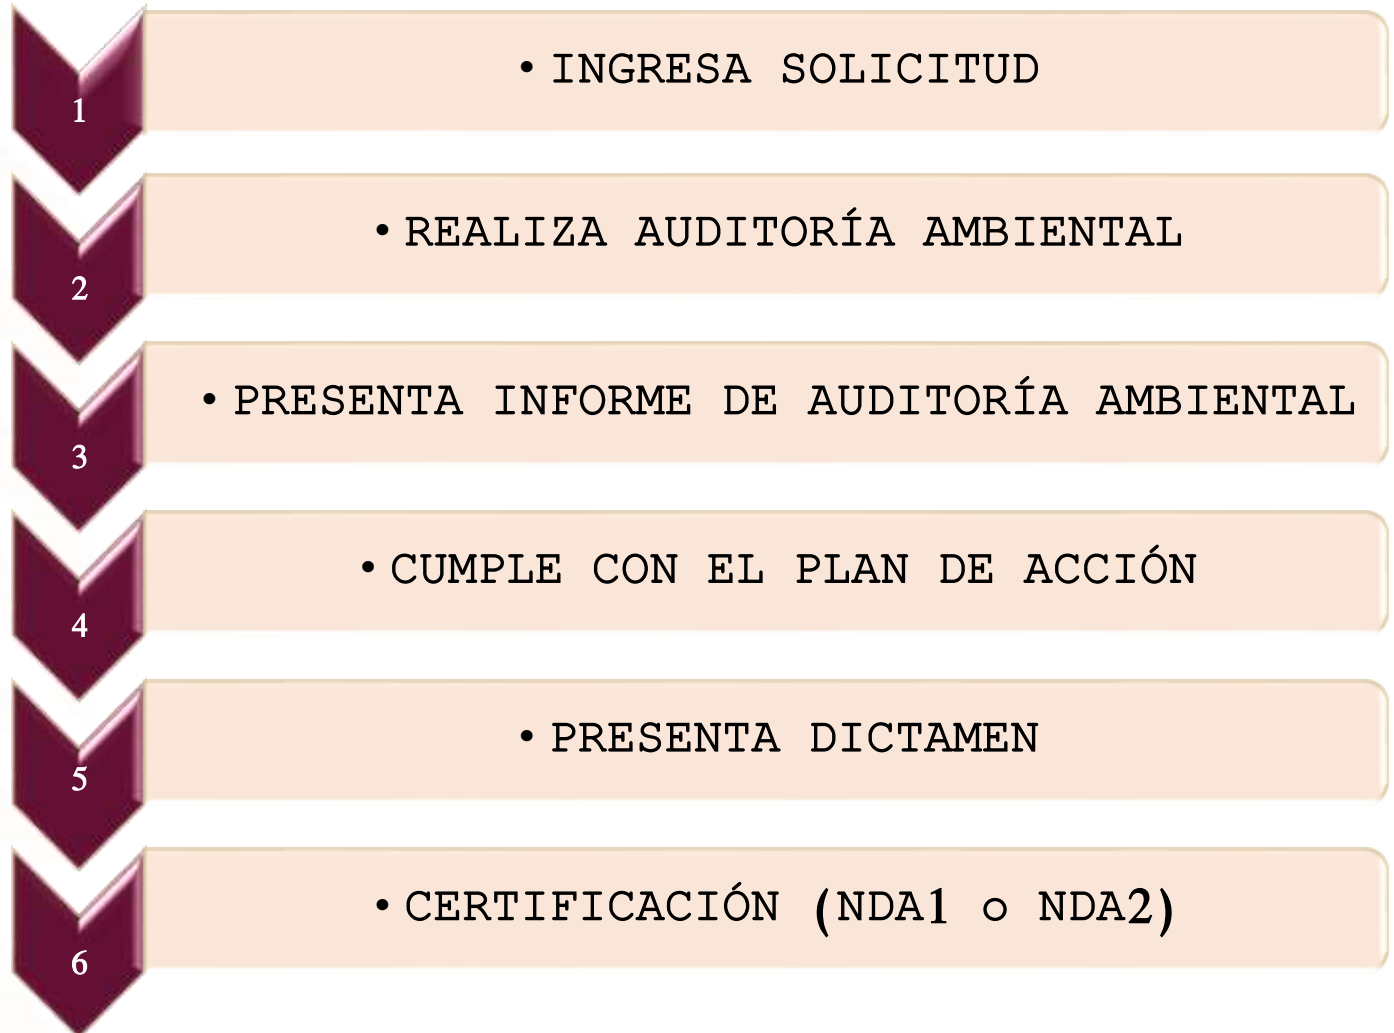 1
• INGRESA SOLICITUD
2
• REALIZA AUDITORÍA AMBIENTAL
3
• PRESENTA INFORME DE AUDITORÍA AMBIENTAL
4
• CUMPLE CON EL PLAN DE ACCIÓN
5
• PRESENTA DICTAMEN
6
• CERTIFICACIÓN (NDA1 o NDA2)